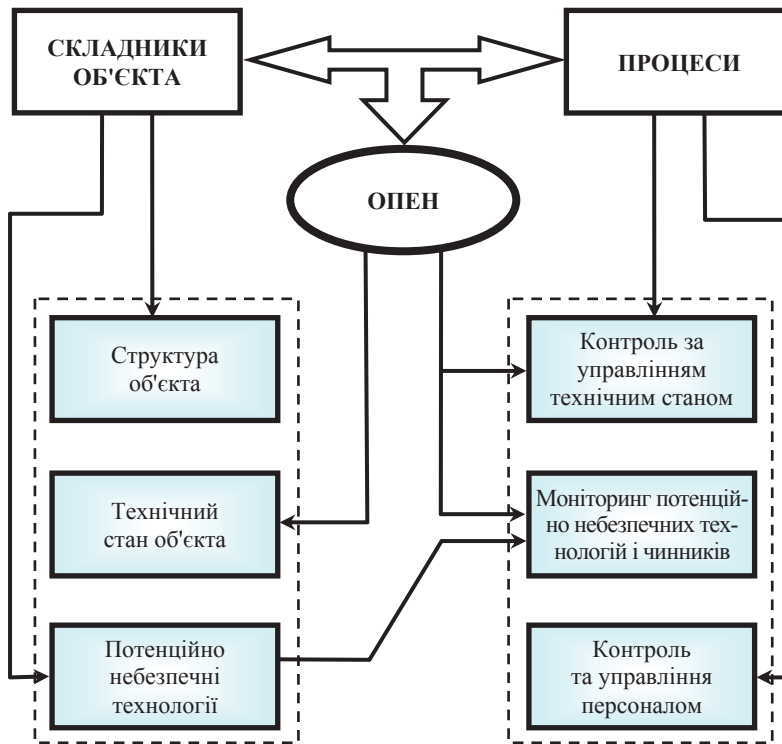 СКЛАДНИКИ
ОБ'ЄКТА
ПРОЦЕСИ
ОПЕН
Структура
об'єкта
Контроль за
управлінням
технічним станом
Технічний
стан об'єкта
Моніторинг потенцій-
но небезпечних тех-
нологій і чинників
Потенційно
небезпечні
технології
Контроль
та управління
персоналом